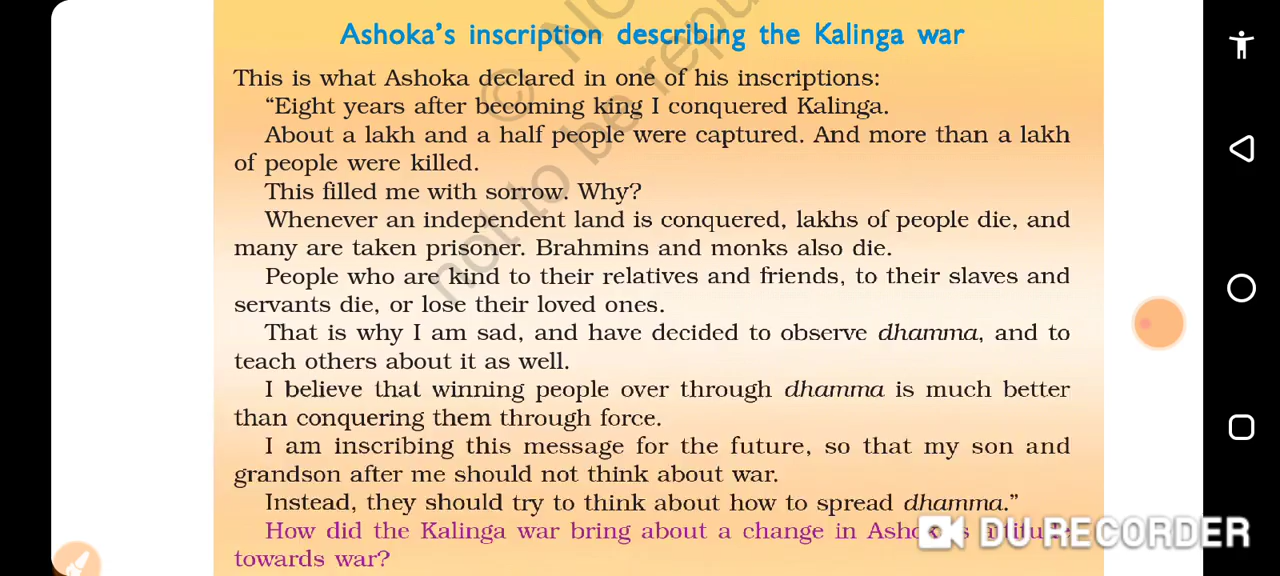 Ashoka's inscription describing the Kalinga war
This is what Ashoka declared in one of his inscriptions:
"Eight years after becoming king I conquered Kalinga.
About a lakh and a half people were captured. And more than a lakh
of people were killed.
This filled me with sorrow. Why?
Whenever an independent land is conquered, lakhs of people die, and
many are taken prisoner. Brahmins and monks also die.
People who are kind to their relatives and friends, to their slaves and
servants die, or lose their loved ones.
That is why I am sad, and have decided to observe dhamma, and to
teach others about it as well.
I believe that winning people over through dhamma is much better
than conquering them through force.
I am inscribing this message for the future, so that my son and
grandson after me should not think about war.
Instead, they should try to think about how to spread dhamma."
How did the Kalinga war bring about a change in
towards war?
not to be
DU RECORDER